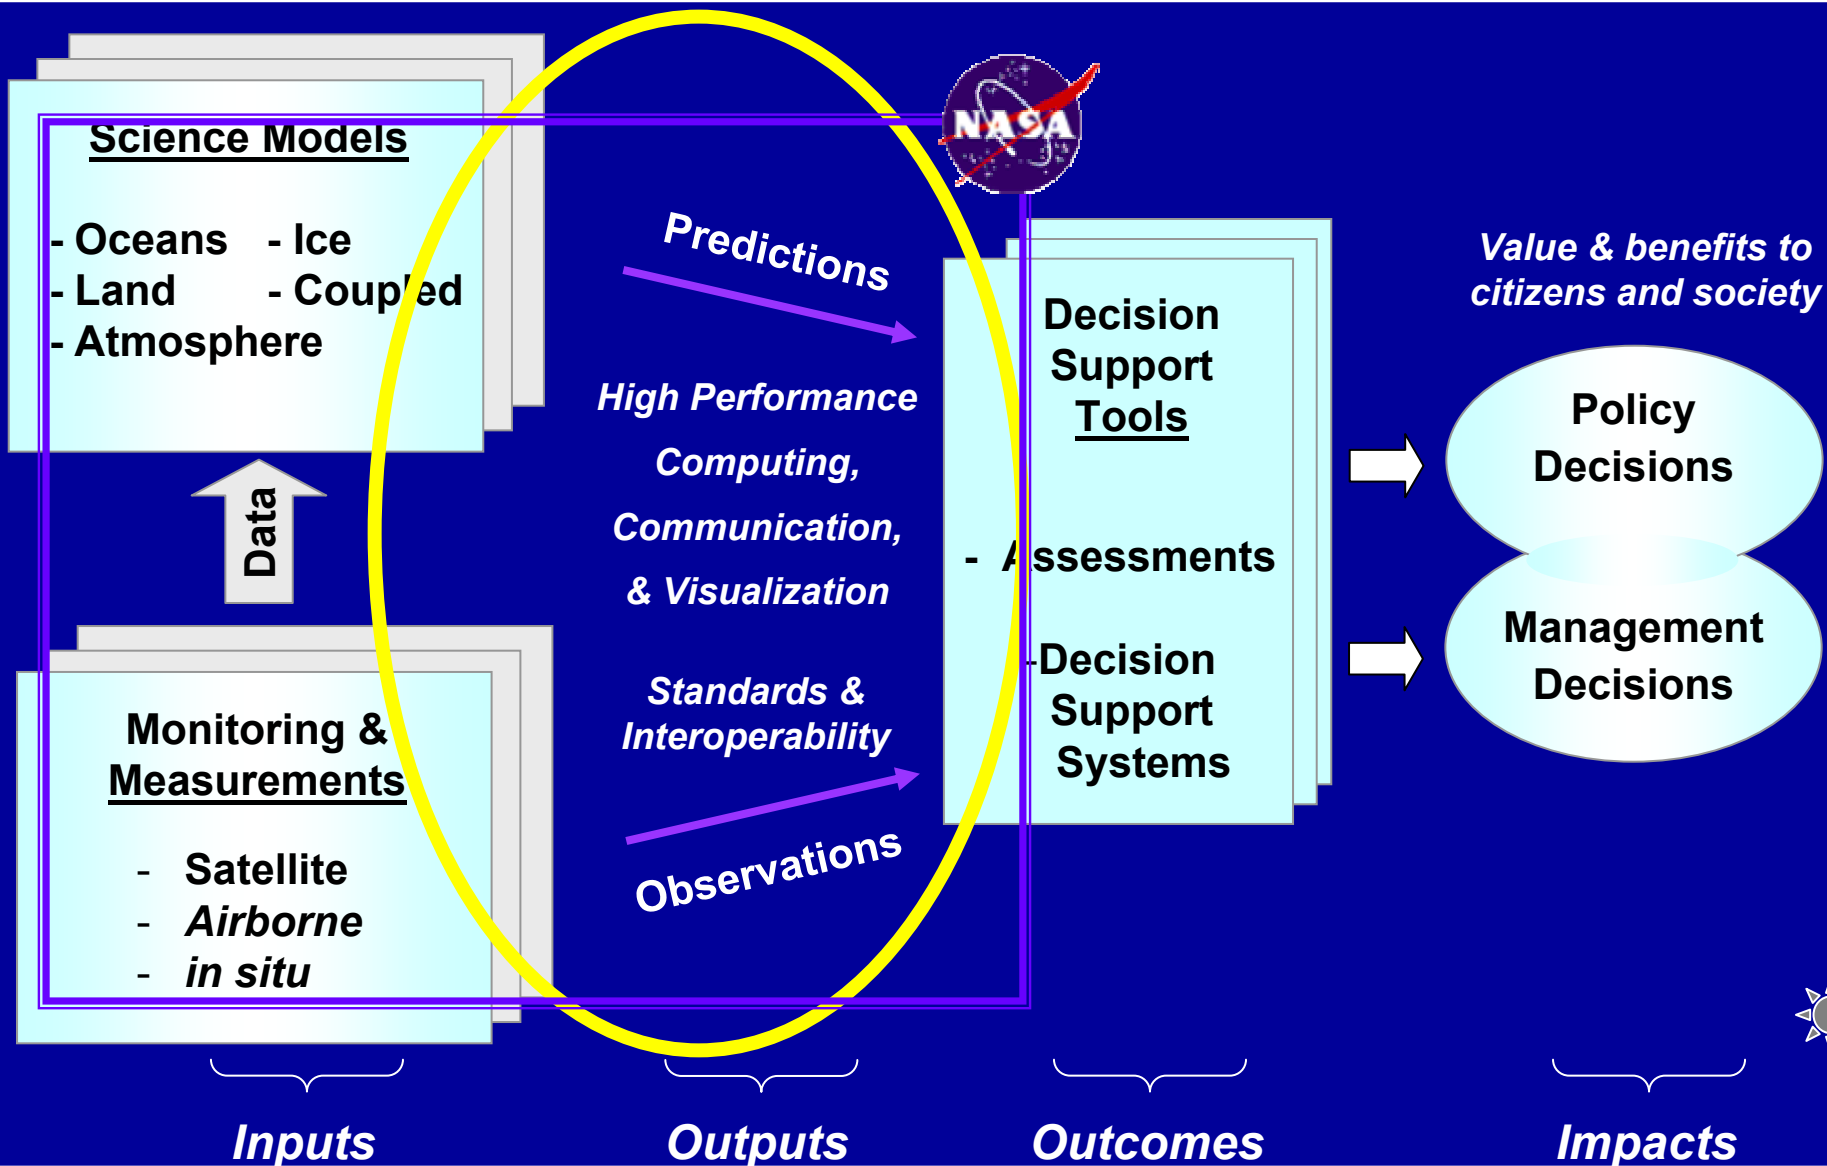 Science Models
- Oceans - Ice
- Land - Coupled
- Atmosphere
Data
Monitoring &
Measurements
- Satellite
- Airborne
- in situ
Predictions
High Performance
Computing,
Communication,
& Visualization
Standards &
Interoperability
Observations
NASA
Decision
Support
Tools
- Assessments
-Decision
Support
Systems
Value & benefits to
citizens and society
Policy
Decisions
Management
Decisions
Inputs
Outputs
Outcomes
Impacts